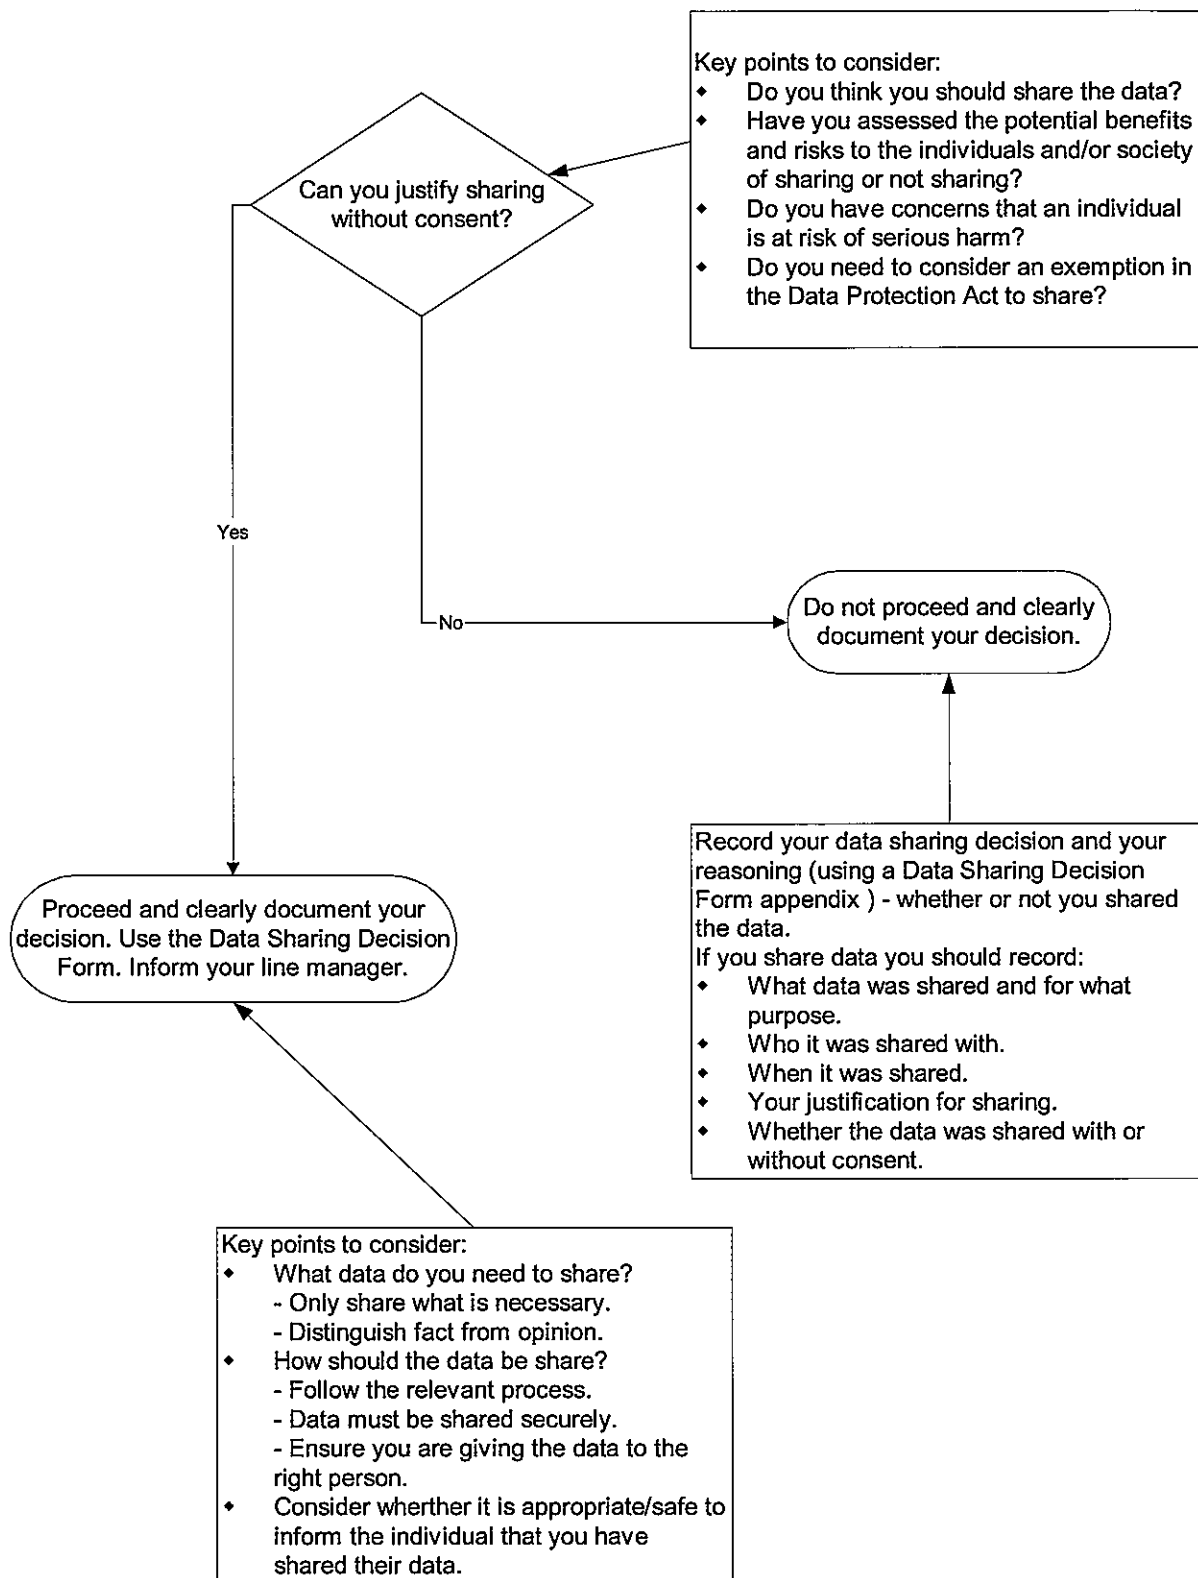 Key points to consider:
◆ Do you think you should share the data?
◆ Have you assessed the potential benefits
and risks to the individuals and/or society
of sharing or not sharing?
◆ Do you have concerns that an individual
is at risk of serious harm?
◆ Do you need to consider an exemption in
the Data Protection Act to share?
Can you justify sharing
without consent?
Yes
No
Do not proceed and clearly
document your decision.
Record your data sharing decision and your
reasoning (using a Data Sharing Decision
Form appendix ) - whether or not you shared
the data.
If you share data you should record:
◆ What data was shared and for what
purpose.
◆ Who it was shared with.
◆ When it was shared.
◆ Your justification for sharing.
◆ Whether the data was shared with or
without consent.
Proceed and clearly document your
decision. Use the Data Sharing Decision
Form. Inform your line manager.
Key points to consider:
◆ What data do you need to share?
- Only share what is necessary.
- Distinguish fact from opinion.
◆ How should the data be share?
- Follow the relevant process.
- Data must be shared securely.
- Ensure you are giving the data to the
right person.
◆ Consider wherther it is appropriate/safe to
inform the individual that you have
shared their data.